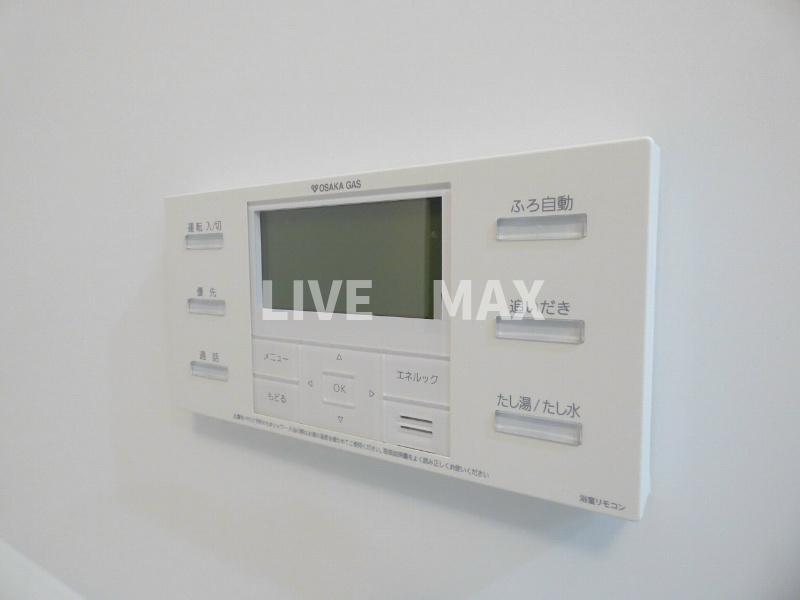 OSAKA GAS
運転 入/切
優先
通話
メニュー
もどる
OK
エネルック
ふろ自動
追いだき
たし湯/たし水
浴室リモコン
LIVE MAX